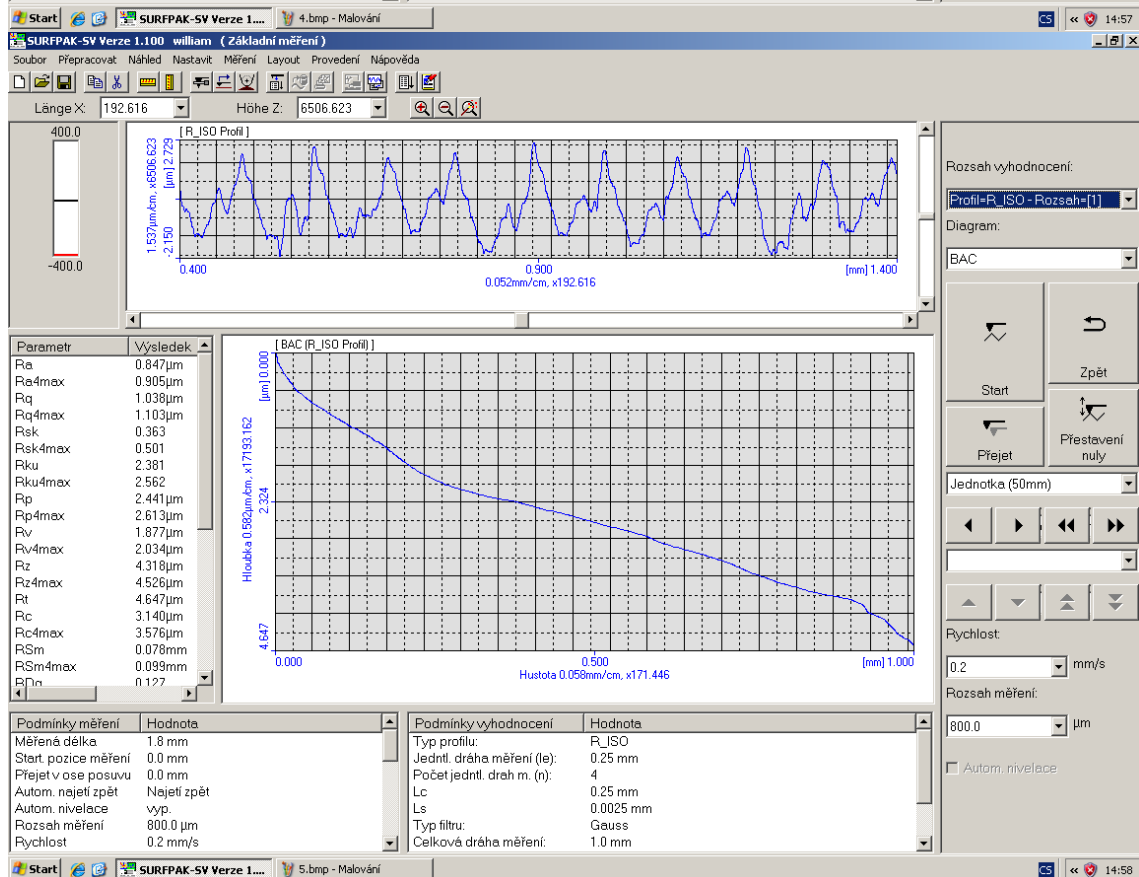 Start SURFPAK-SV Verze 1.... 4.bmp - Malování CS « 14:57
SURFPAK-SV Verze 1.100 william ( Základní měření )
Soubor Přepracovat Náhled Nastavit Měření Layout Provedení Nápověda
Länge X: 192.616 Höhe Z: 6506.623
400.0
-400.0
[ R_ISO Profil ]
1.537µm/cm, x6506.623
-2.150 [µm] 2.729
0.400 0.900 [mm] 1.400
0.052mm/cm, x192.616
Parametr Výsledek
Ra 0.847µm
Ra4max 0.905µm
Rq 1.038µm
Rq4max 1.103µm
Rsk 0.363
Rsk4max 0.501
Rku 2.381
Rku4max 2.562
Rp 2.441µm
Rp4max 2.613µm
Rv 1.877µm
Rv4max 2.034µm
Rz 4.318µm
Rz4max 4.526µm
Rt 4.647µm
Rc 3.140µm
Rc4max 3.576µm
RSm 0.078mm
RSm4max 0.099mm
RDq 0.127
[ BAC (R_ISO Profil) ]
Hloubka 0.582µm/cm, x17193.162
4.647 2.324 [µm] 0.000
0.000 0.500 [mm] 1.000
Hustota 0.058mm/cm, x171.446
Podmínky měření Hodnota
Měřená délka 1.8 mm
Start. pozice měření 0.0 mm
Přejet v ose posuvu 0.0 mm
Autom. najetí zpět Najetí zpět
Autom. nivelace vyp.
Rozsah měření 800.0 µm
Rychlost 0.2 mm/s
Podmínky vyhodnocení Hodnota
Typ profilu: R_ISO
Jedntl. dráha měření (le): 0.25 mm
Počet jedntl. drah m. (n): 4
Lc 0.25 mm
Ls 0.0025 mm
Typ filtru: Gauss
Celková dráha měření: 1.0 mm
Rozsah vyhodnocení:
Profil=R_ISO - Rozsah=[1]
Diagram:
BAC
Start
Zpět
Přejet
Přestavení
nuly
Jednotka (50mm)
Rychlost:
0.2 mm/s
Rozsah měření:
800.0 µm
Autom. nivelace
Start SURFPAK-SV Verze 1.... 5.bmp - Malování CS « 14:58